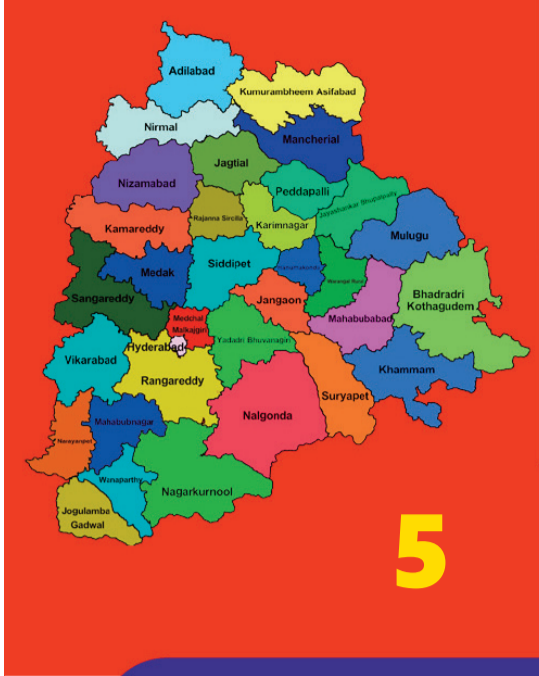 Adilabad
Kumurambheem Asifabad
Nirmal
Mancherial
Jagtial
Nizamabad
Peddapalli
Jayashankar Bhupalpally
Rajanna Sircilla
Kamareddy
Karimnagar
Mulugu
Siddipet
Medak
Sangareddy
Jangaon
Bhadradri
Kothagudem
Mahabubabad
Medchal
Malkajgiri
Yadadri Bhuvanagiri
Hyderabad
Vikarabad
Khammam
Rangareddy
Suryapet
Nalgonda
Mahabubnagar
Narayanpet
Wanaparthy
Nagarkurnool
Jogulamba
Gadwal
5